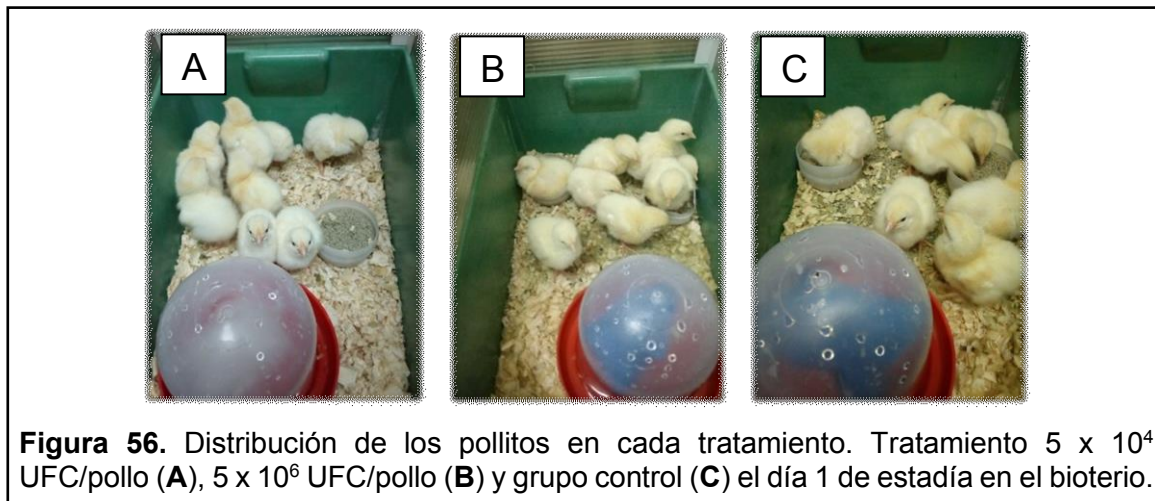 A
B
C
Figura 56. Distribución de los pollitos en cada tratamiento. Tratamiento 5 x 10⁴
UFC/pollo (A), 5 x 10⁶ UFC/pollo (B) y grupo control (C) el día 1 de estadía en el bioterio.